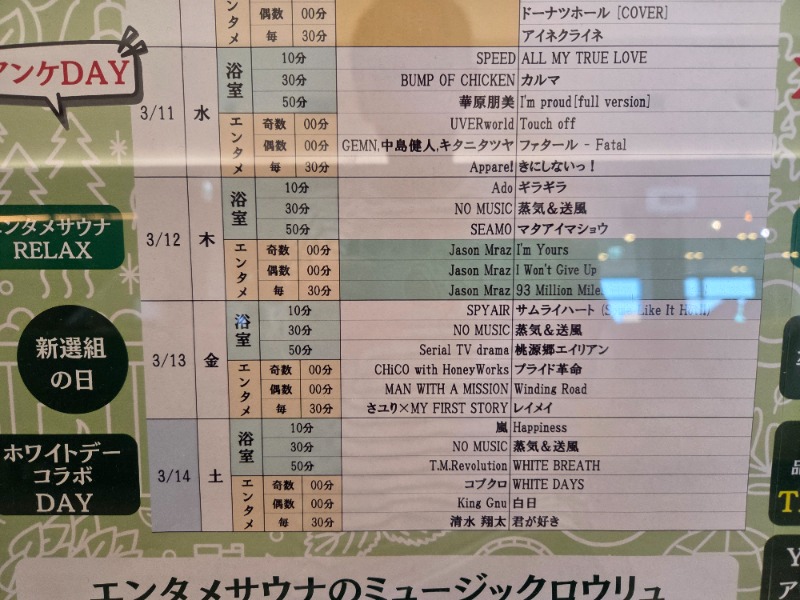 偶数 00分 ドーナツホール [COVER]
ンタメ
毎 30分 アイネクライネ
アンケDAY
3/11 水
浴室
10分 SPEED ALL MY TRUE LOVE
30分 BUMP OF CHICKEN カルマ
50分 華原朋美 I'm proud[full version]
エンタメ
奇数 00分 UVERworld Touch off
偶数 00分 GEMN,中島健人,キタニタツヤ ファタール - Fatal
毎 30分 Appare! きにしないっ！
エンタメサウナ
RELAX
3/12 木
浴室
10分 Ado ギラギラ
30分 NO MUSIC 蒸気＆送風
50分 SEAMO マタアイマショウ
エンタメ
奇数 00分 Jason Mraz I'm Yours
偶数 00分 Jason Mraz I Won't Give Up
毎 30分 Jason Mraz 93 Million
新選組
の日
3/13 金
浴室
10分 SPYAIR サムライハート Like It
30分 NO MUSIC 蒸気＆送風
50分 Serial TV drama 桃源郷エイリアン
エンタメ
奇数 00分 CHiCO with HoneyWorks プライド革命
偶数 00分 MAN WITH A MISSION Winding Road
毎 30分 さユり×MY FIRST STORY レイメイ
ホワイトデー
コラボ
DAY
3/14 土
浴室
10分 嵐 Happiness
30分 NO MUSIC 蒸気＆送風
50分 T.M.Revolution WHITE BREATH
エンタメ
奇数 00分 コブクロ WHITE DAYS
偶数 00分 King Gnu 白日
毎 30分 清水 翔太 君が好き
エンタメサウナのミュージックロウリュ